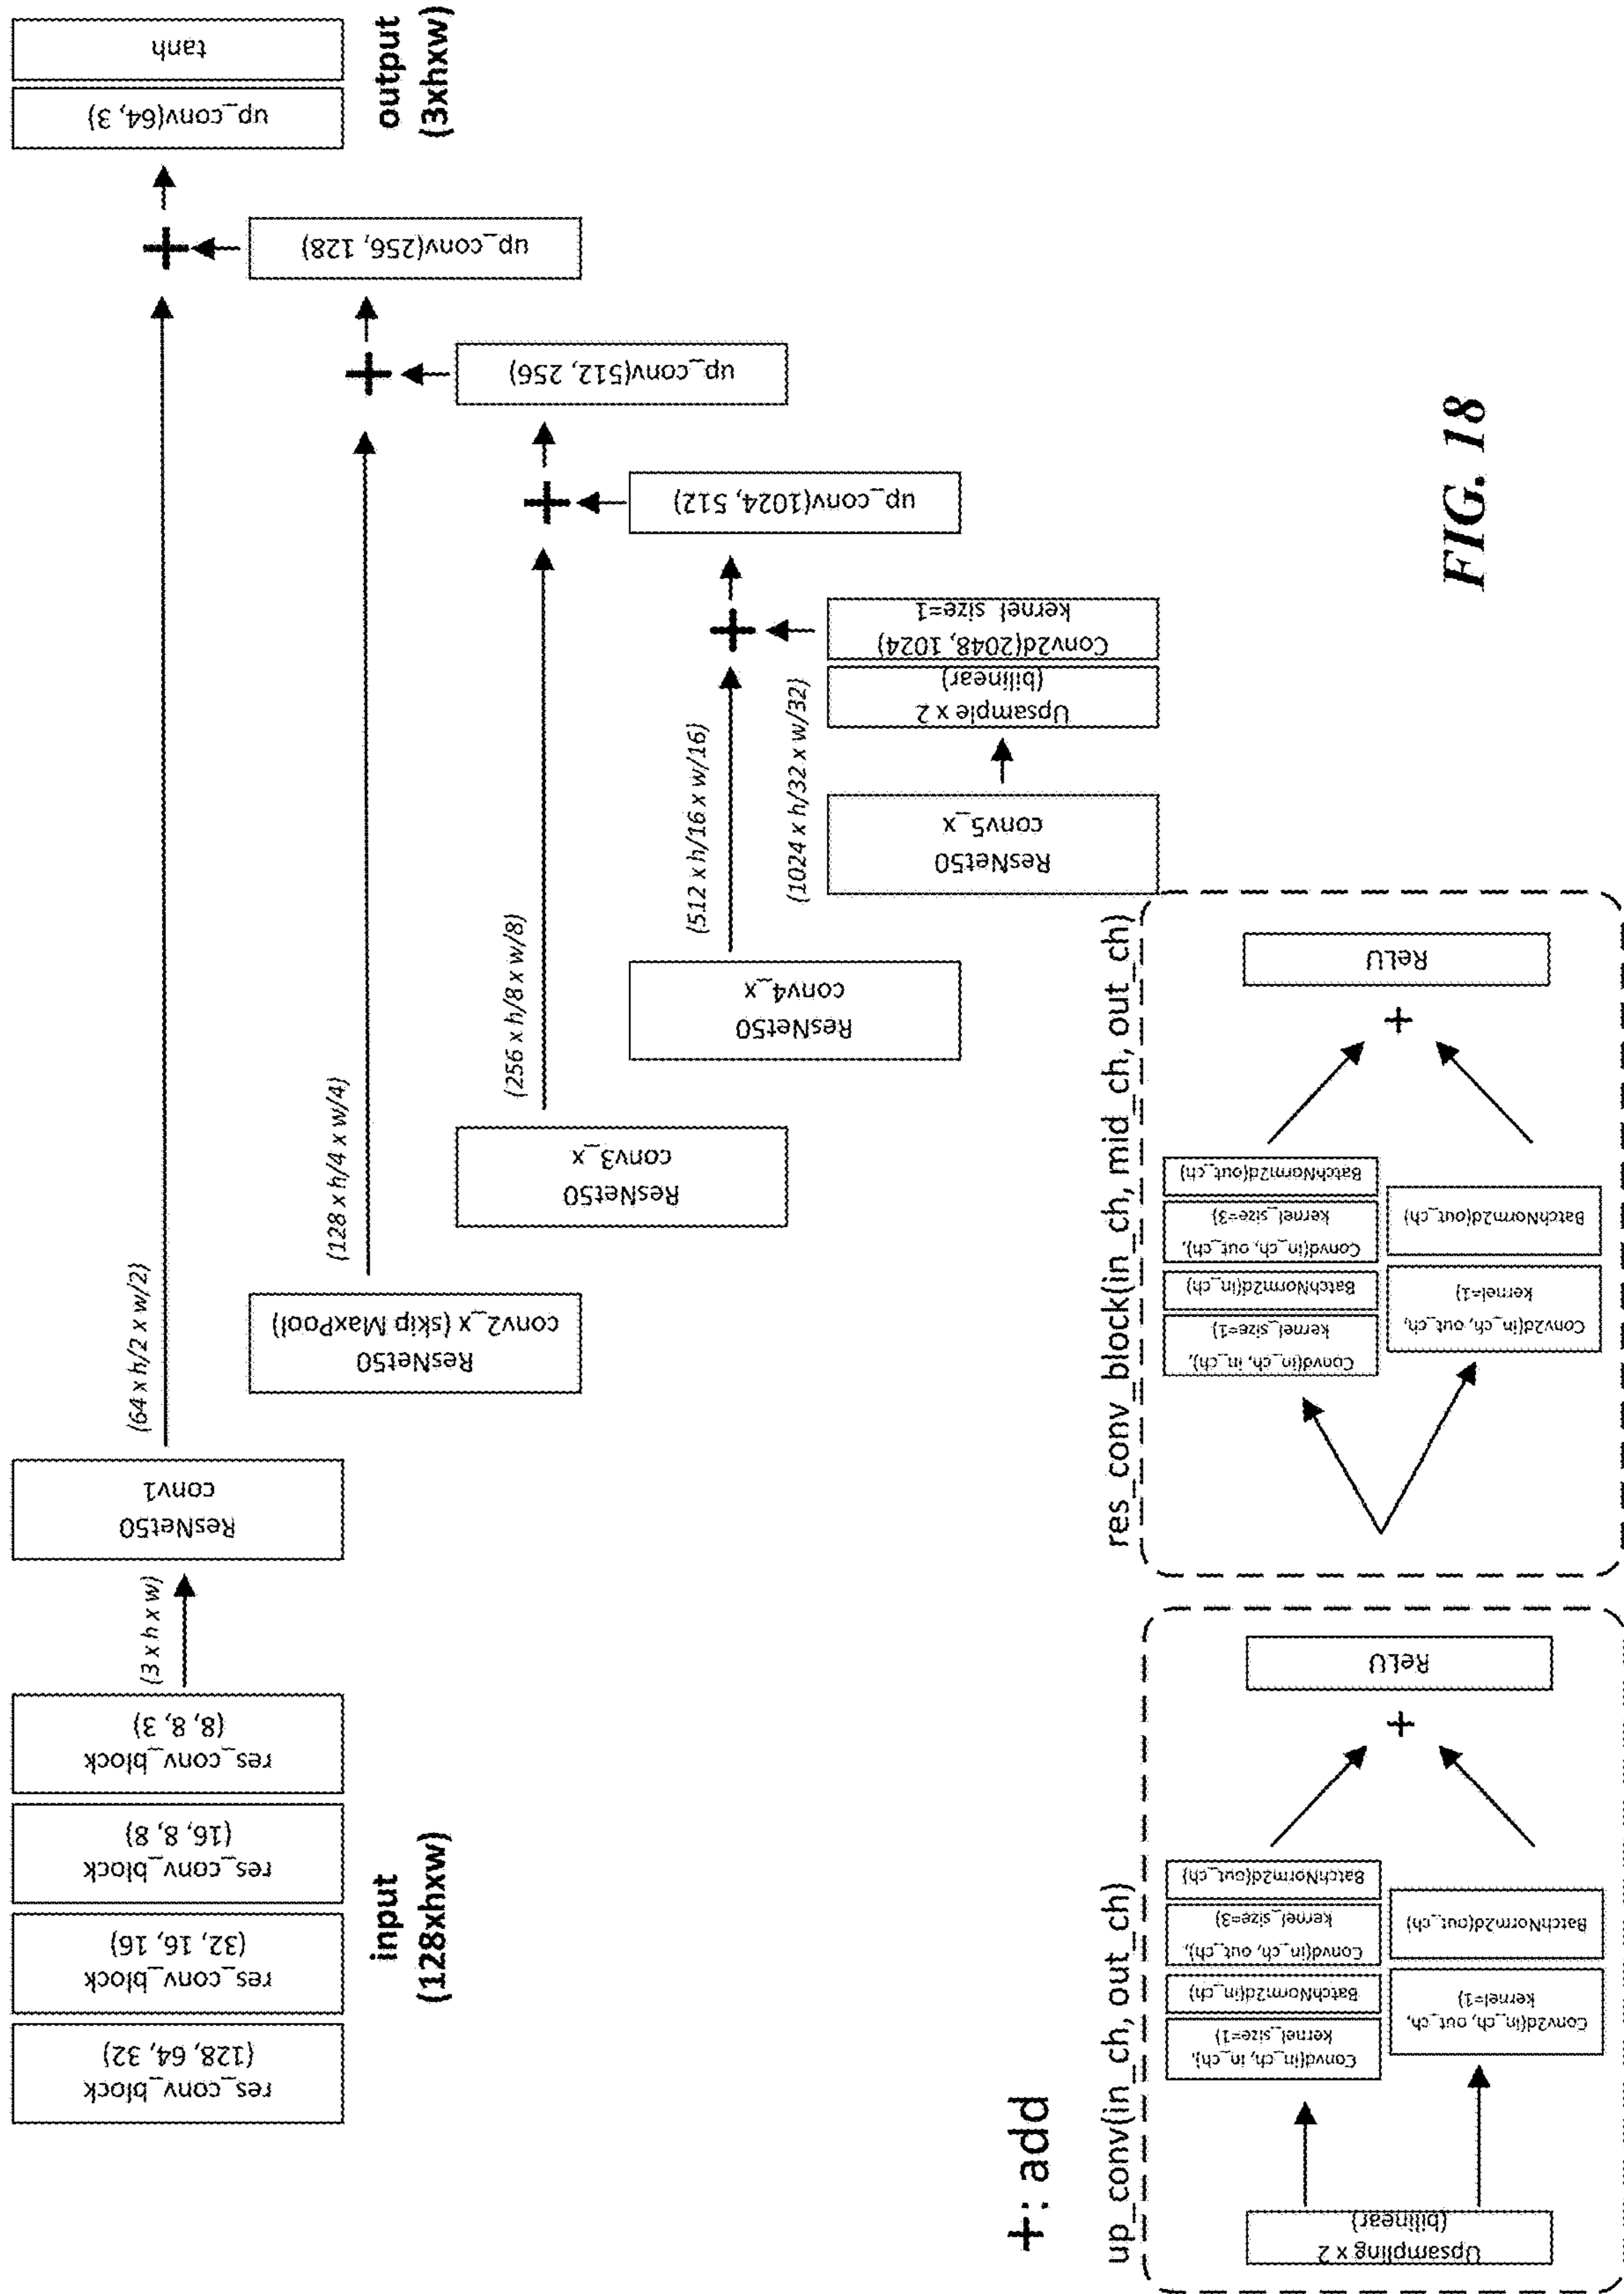 res_conv_block
(128, 64, 32)
res_conv_block
(32, 16, 16)
res_conv_block
(16, 8, 8)
res_conv_block
(8, 8, 3)
input
(128xhxw)
(3 x h x w)
ResNet50
conv1
(64 x h/2 x w/2)
ResNet50
conv2_x (skip MaxPool)
(128 x h/4 x w/4)
ResNet50
conv3_x
(256 x h/8 x w/8)
ResNet50
conv4_x
(512 x h/16 x w/16)
ResNet50
conv5_x
(1024 x h/32 x w/32)
Upsample x 2
(bilinear)
Conv2d(2048, 1024)
kernel_size=1
+
up_conv(1024, 512)
+
up_conv(512, 256)
+
up_conv(256, 128)
+
up_conv(64, 3)
tanh
output
(3xhxw)
+: add
up_conv(in_ch, out_ch)
Upsampling x 2
(bilinear)
Convd(in_ch, in_ch),
kernel_size=1)
BatchNorm2d(in_ch)
Convd(in_ch, out_ch),
kernel_size=3)
BatchNorm2d(out_ch)
Conv2d(in_ch, out_ch,
kernel=1)
BatchNorm2d(out_ch)
+
ReLU
res_conv_block(in_ch, mid_ch, out_ch)
Convd(in_ch, in_ch),
kernel_size=1)
BatchNorm2d(in_ch)
Convd(in_ch, out_ch),
kernel_size=3)
BatchNorm2d(out_ch)
Conv2d(in_ch, out_ch,
kernel=1)
BatchNorm2d(out_ch)
+
ReLU
FIG. 18